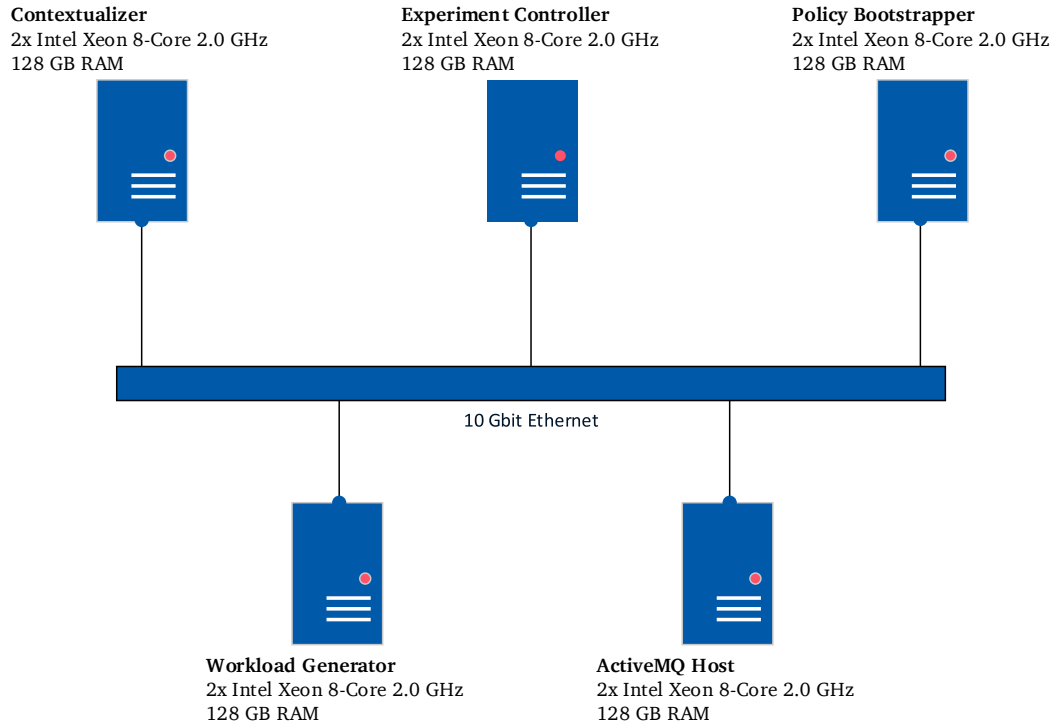 Contextualizer
2x Intel Xeon 8-Core 2.0 GHz
128 GB RAM
Experiment Controller
2x Intel Xeon 8-Core 2.0 GHz
128 GB RAM
Policy Bootstrapper
2x Intel Xeon 8-Core 2.0 GHz
128 GB RAM
10 Gbit Ethernet
Workload Generator
2x Intel Xeon 8-Core 2.0 GHz
128 GB RAM
ActiveMQ Host
2x Intel Xeon 8-Core 2.0 GHz
128 GB RAM